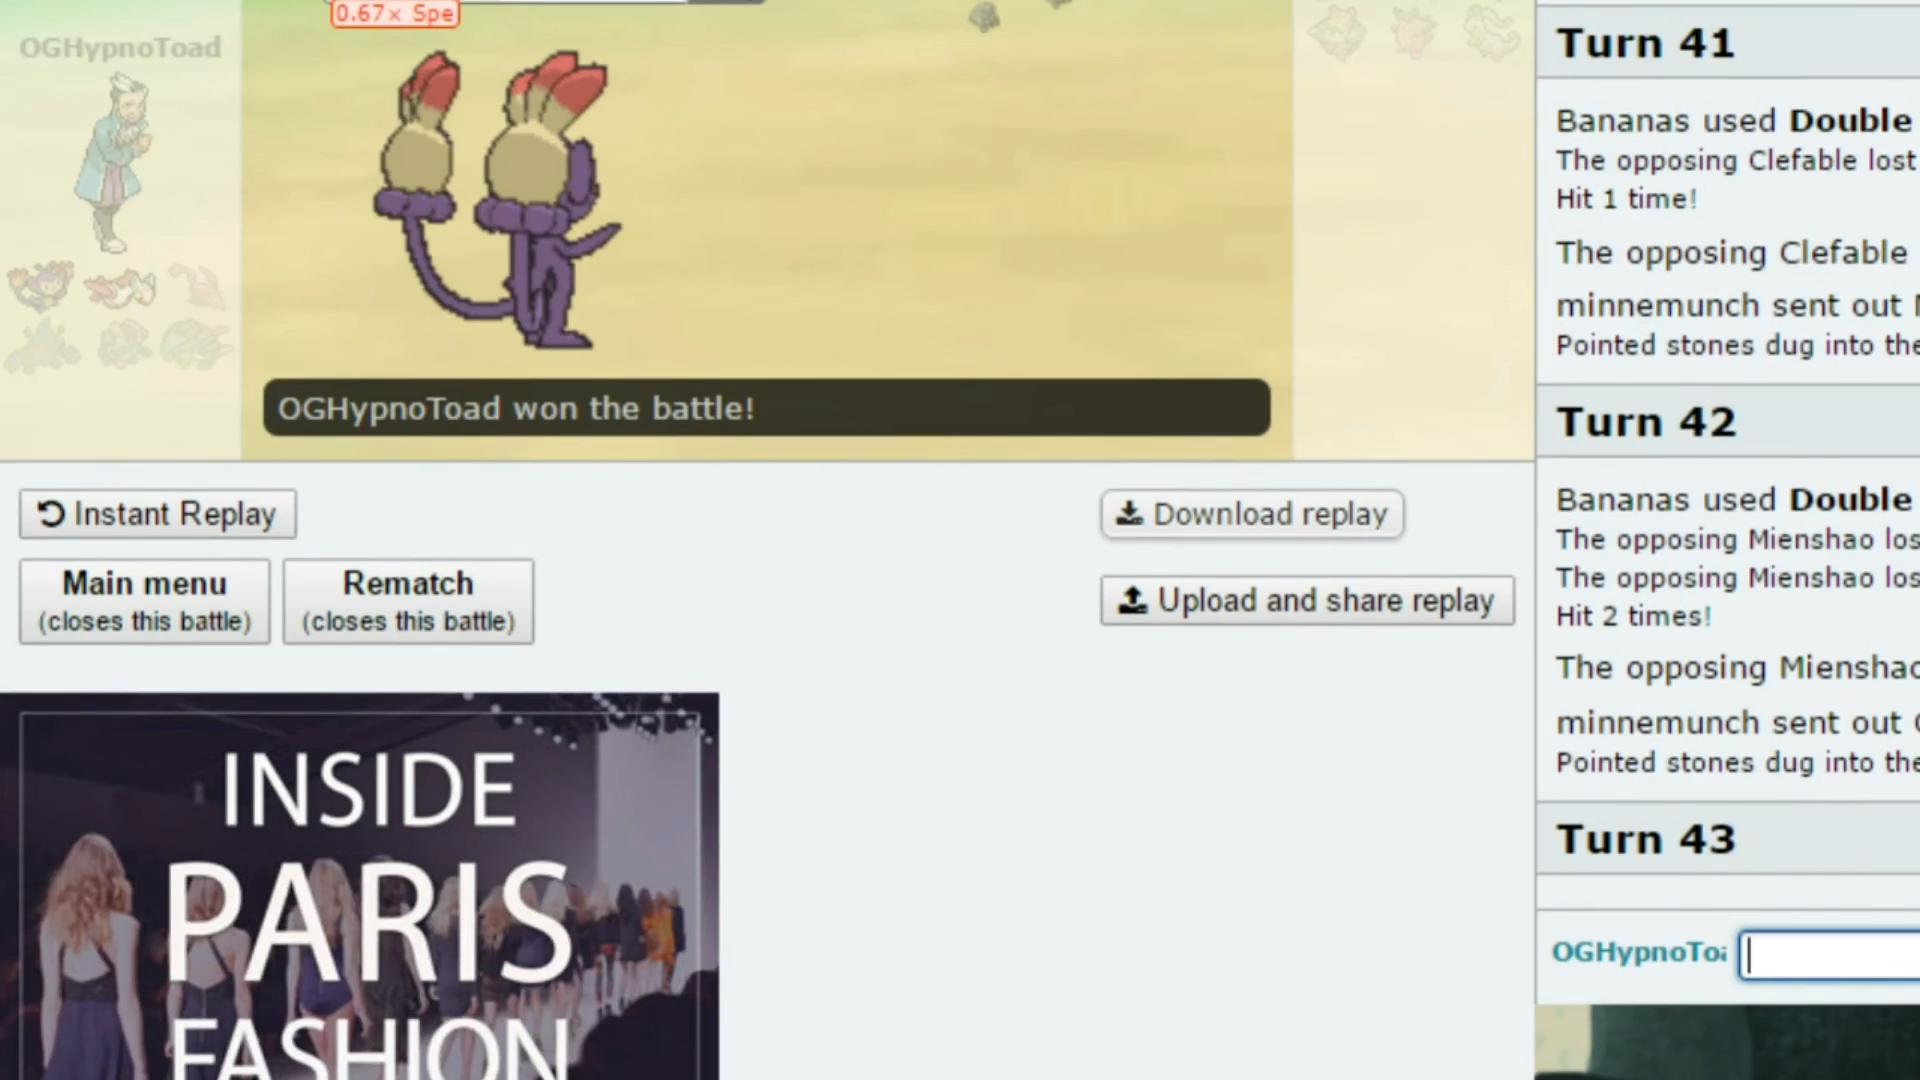 0.67× Spe
OGHypnoToad
OGHypnoToad won the battle!
Instant Replay
Main menu
(closes this battle)
Rematch
(closes this battle)
Download replay
Upload and share replay
INSIDE
PARIS
FASHION
Turn 41
Bananas used Double
The opposing Clefable lost
Hit 1 time!
The opposing Clefable
minnemunch sent out
Pointed stones dug into the
Turn 42
Bananas used Double
The opposing Mienshao los
The opposing Mienshao los
Hit 2 times!
The opposing Mienshao
minnemunch sent out
Pointed stones dug into the
Turn 43
OGHypnoToa